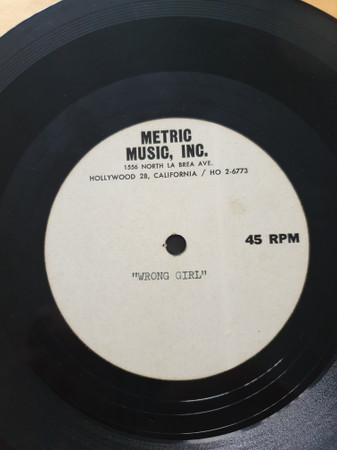 METRIC
MUSIC, INC.
1556 NORTH LA BREA AVE.
HOLLYWOOD 28, CALIFORNIA / HO 2-6773
45 RPM
"WRONG GIRL"